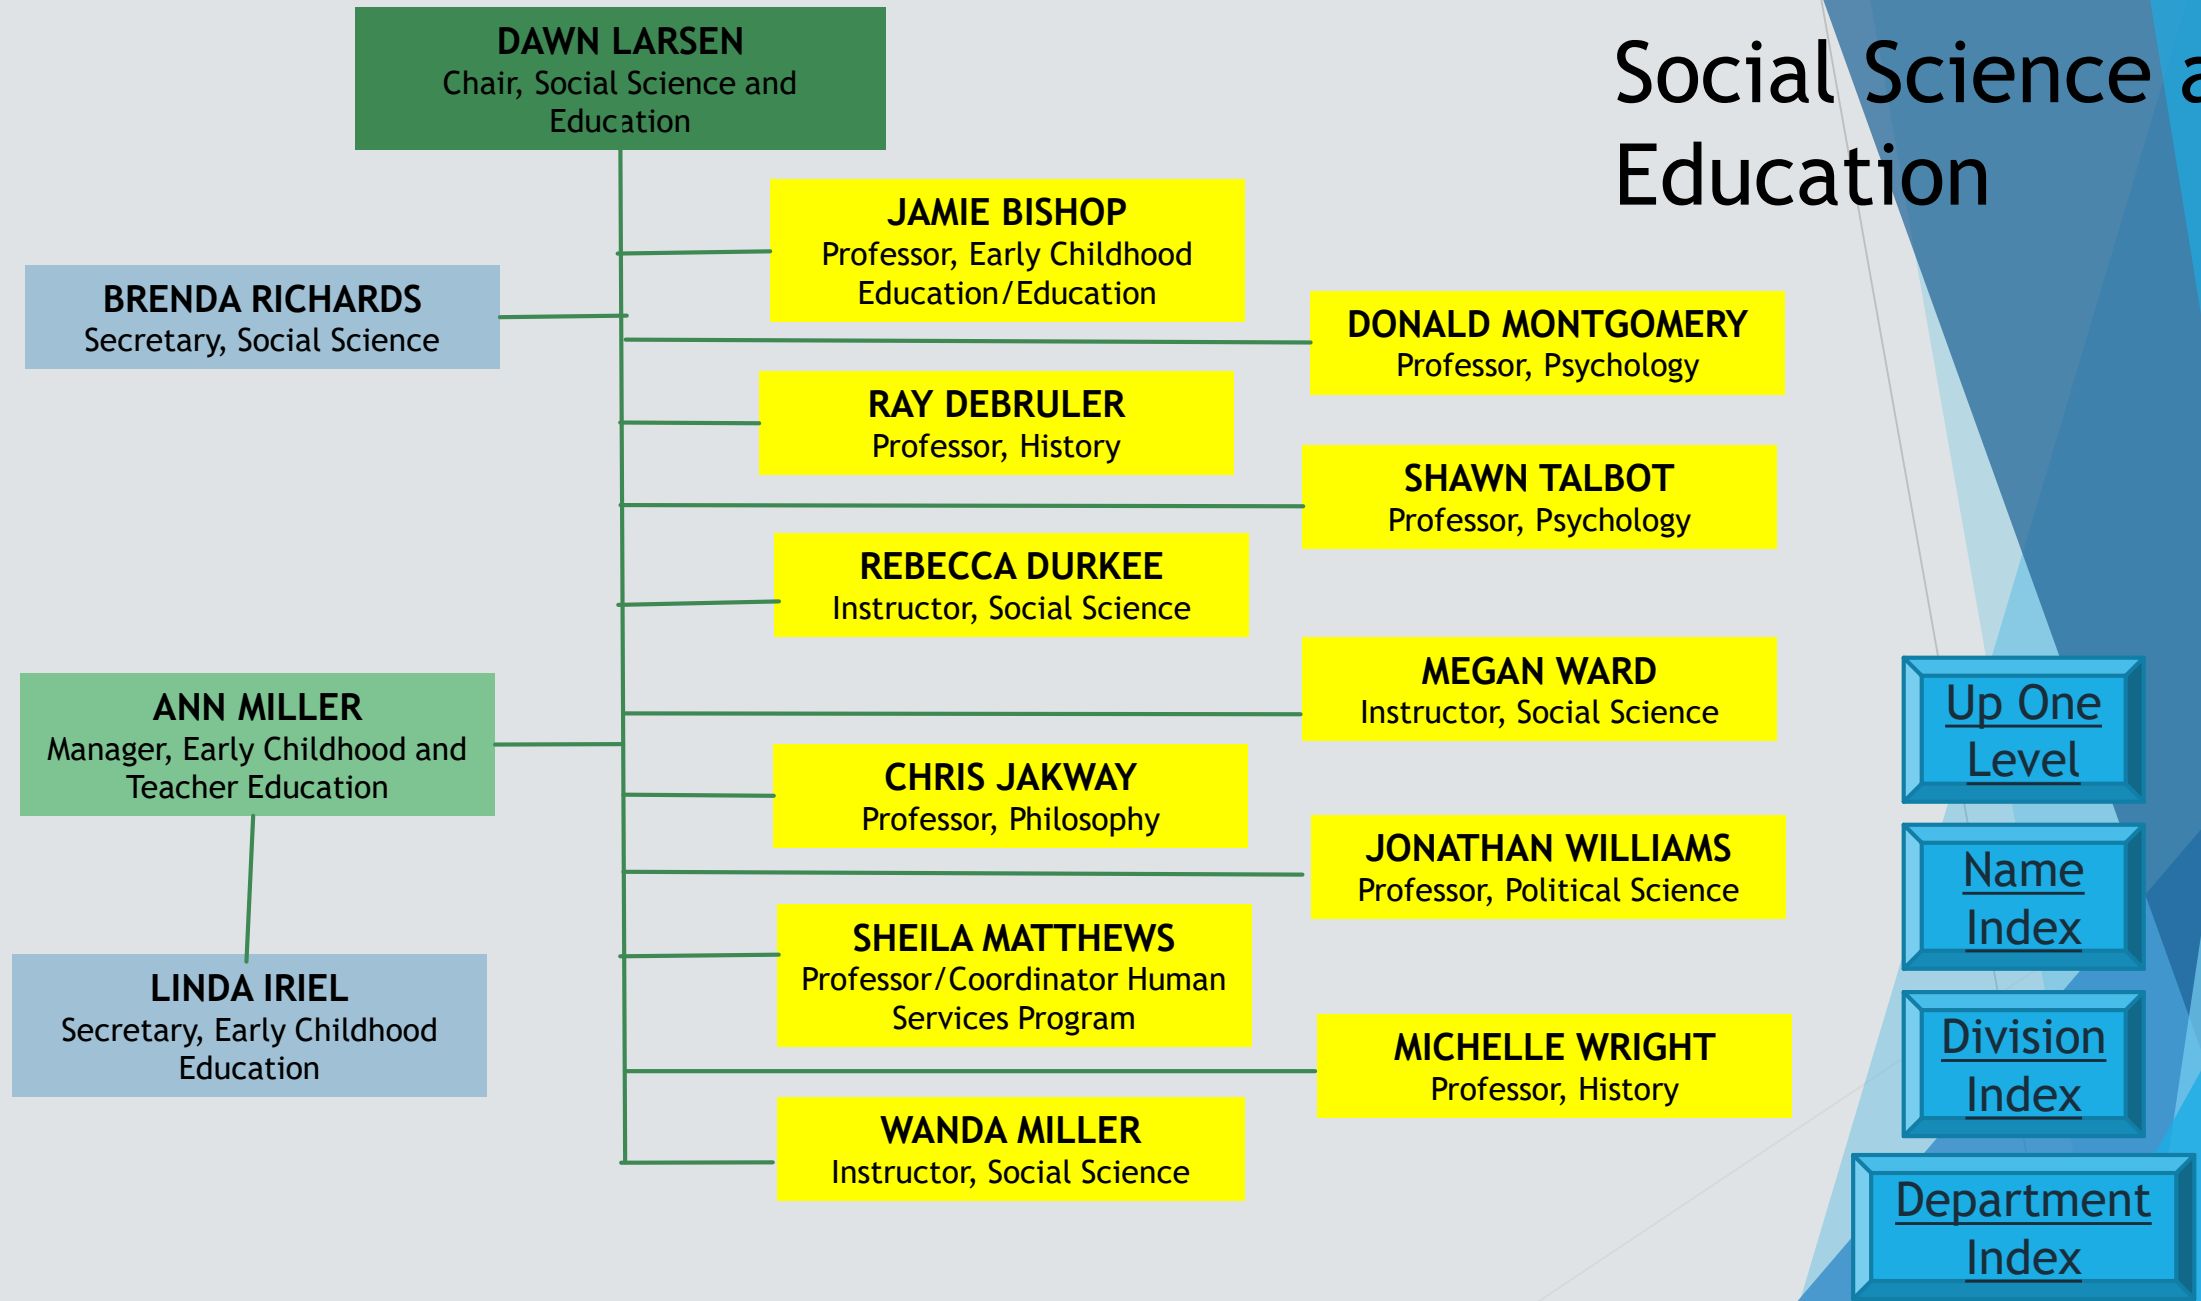 DAWN LARSEN
Chair, Social Science and
Education
Social Science a
Education
JAMIE BISHOP
Professor, Early Childhood
Education/Education
BRENDA RICHARDS
Secretary, Social Science
DONALD MONTGOMERY
Professor, Psychology
RAY DEBRULER
Professor, History
SHAWN TALBOT
Professor, Psychology
REBECCA DURKEE
Instructor, Social Science
MEGAN WARD
Instructor, Social Science
ANN MILLER
Manager, Early Childhood and
Teacher Education
CHRIS JAKWAY
Professor, Philosophy
JONATHAN WILLIAMS
Professor, Political Science
SHEILA MATTHEWS
Professor/Coordinator Human
Services Program
LINDA IRIEL
Secretary, Early Childhood
Education
MICHELLE WRIGHT
Professor, History
WANDA MILLER
Instructor, Social Science
Up One
Level
Name
Index
Division
Index
Department
Index